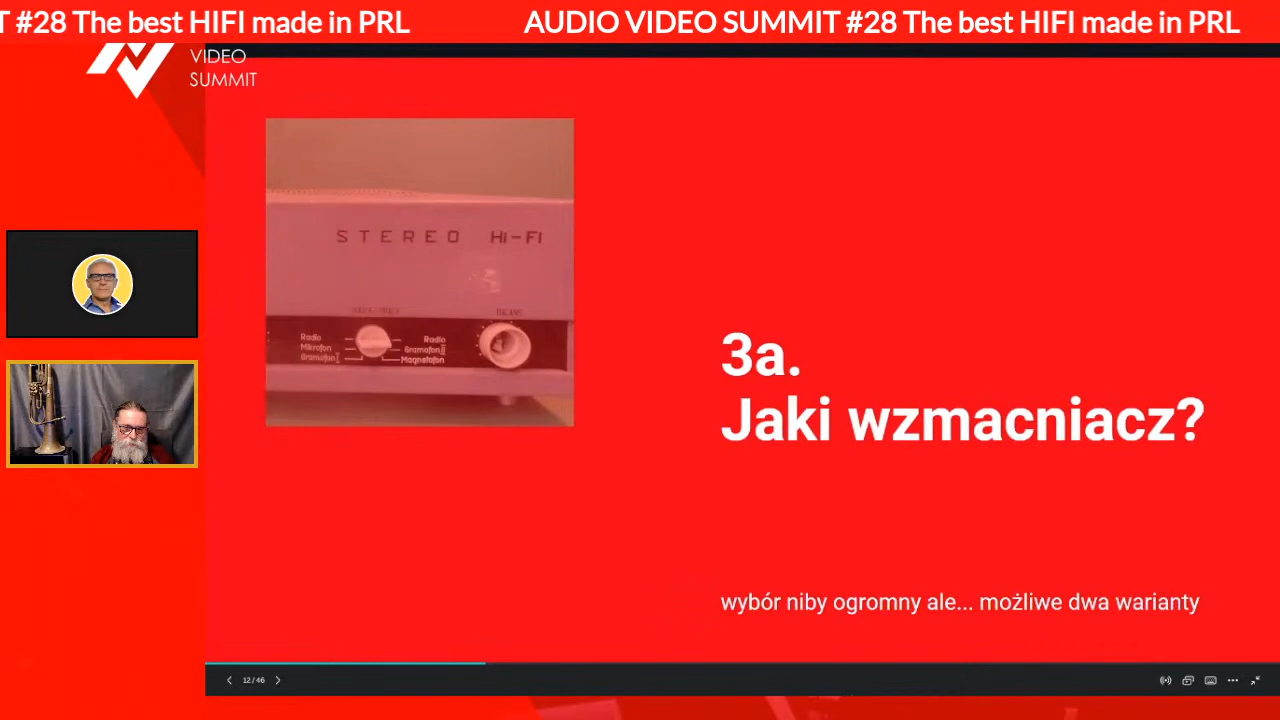 T #28 The best HIFI made in PRL
AUDIO VIDEO SUMMIT #28 The best HIFI made in PRL
VIDEO
SUMMIT
STEREO Hi-FI
BALANS
Radio
Mikrofon
Gramofon
Radio
Gramofon
Magnetofon
3a.
Jaki wzmacniacz?
wybór niby ogromny ale... możliwe dwa warianty
12 / 46